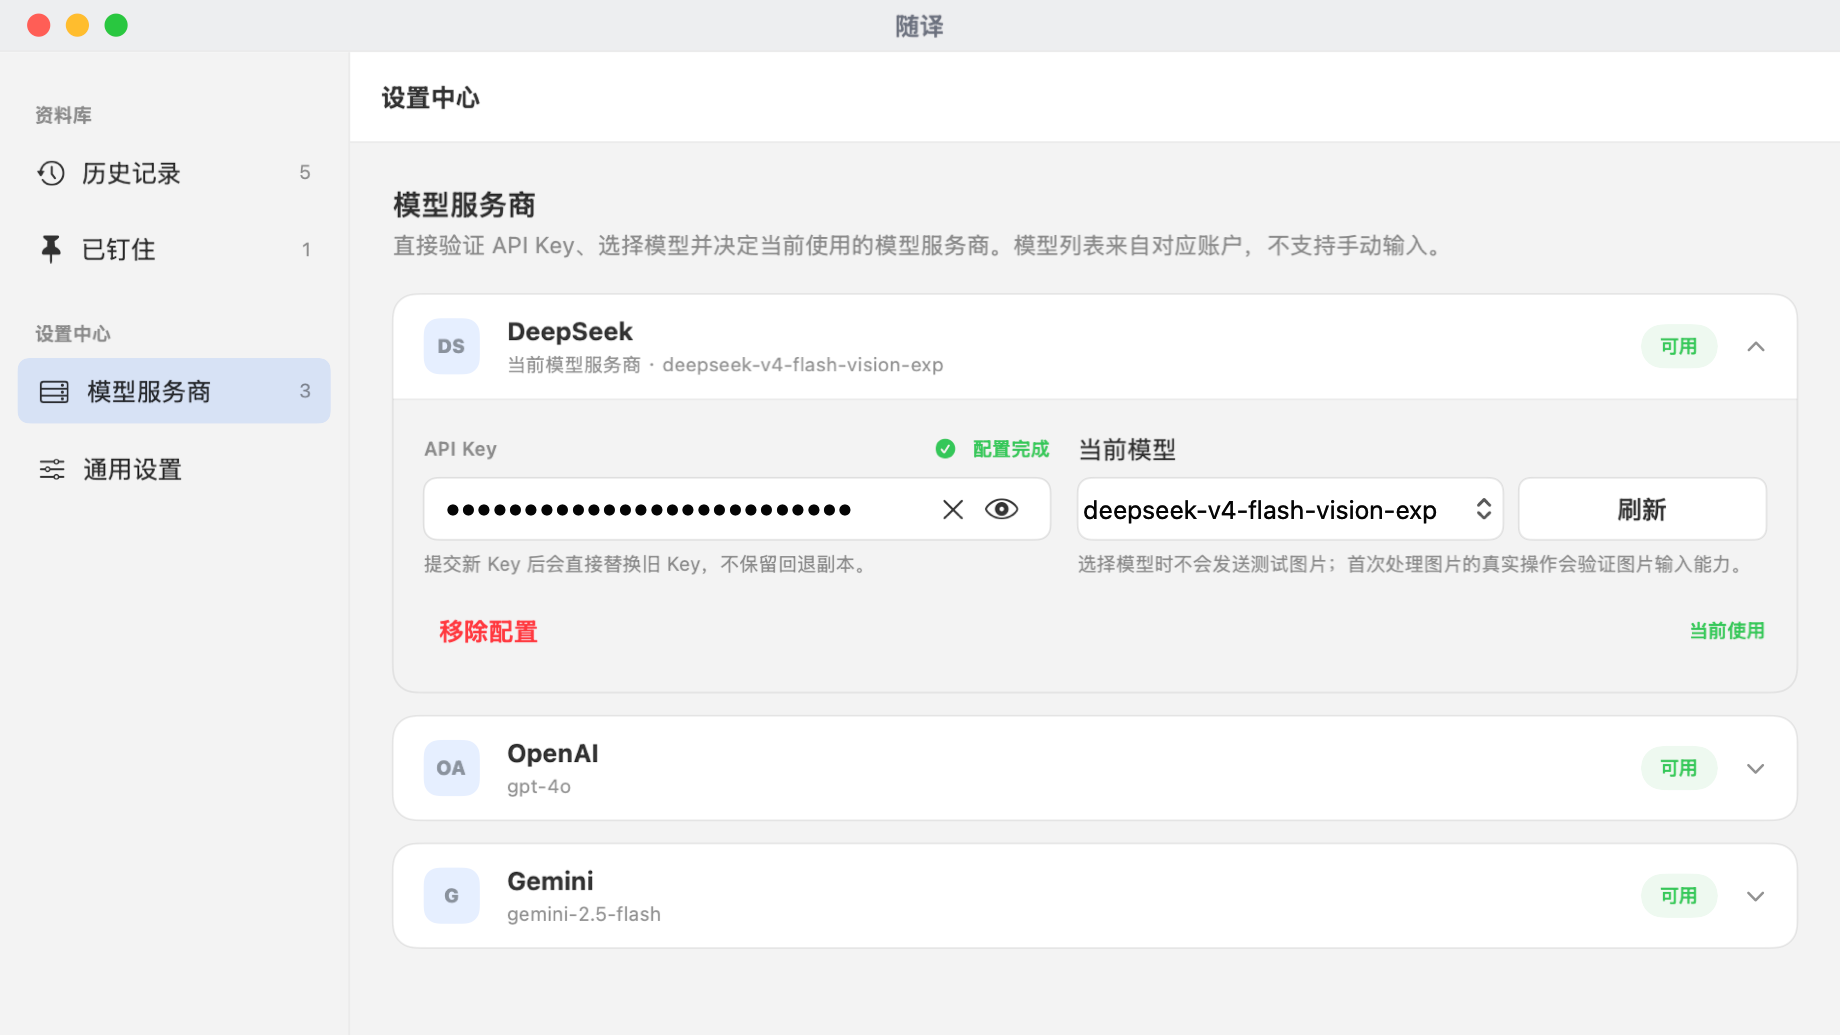 随译
资料库
历史记录 5
已钉住 1
设置中心
模型服务商 3
通用设置
设置中心
模型服务商
直接验证 API Key、选择模型并决定当前使用的模型服务商。模型列表来自对应账户，不支持手动输入。
DS
DeepSeek
当前模型服务商 · deepseek-v4-flash-vision-exp
可用
API Key
配置完成
当前模型
deepseek-v4-flash-vision-exp
刷新
提交新 Key 后会直接替换旧 Key，不保留回退副本。
选择模型时不会发送测试图片；首次处理图片的真实操作会验证图片输入能力。
移除配置
当前使用
OA
OpenAI
gpt-4o
可用
G
Gemini
gemini-2.5-flash
可用